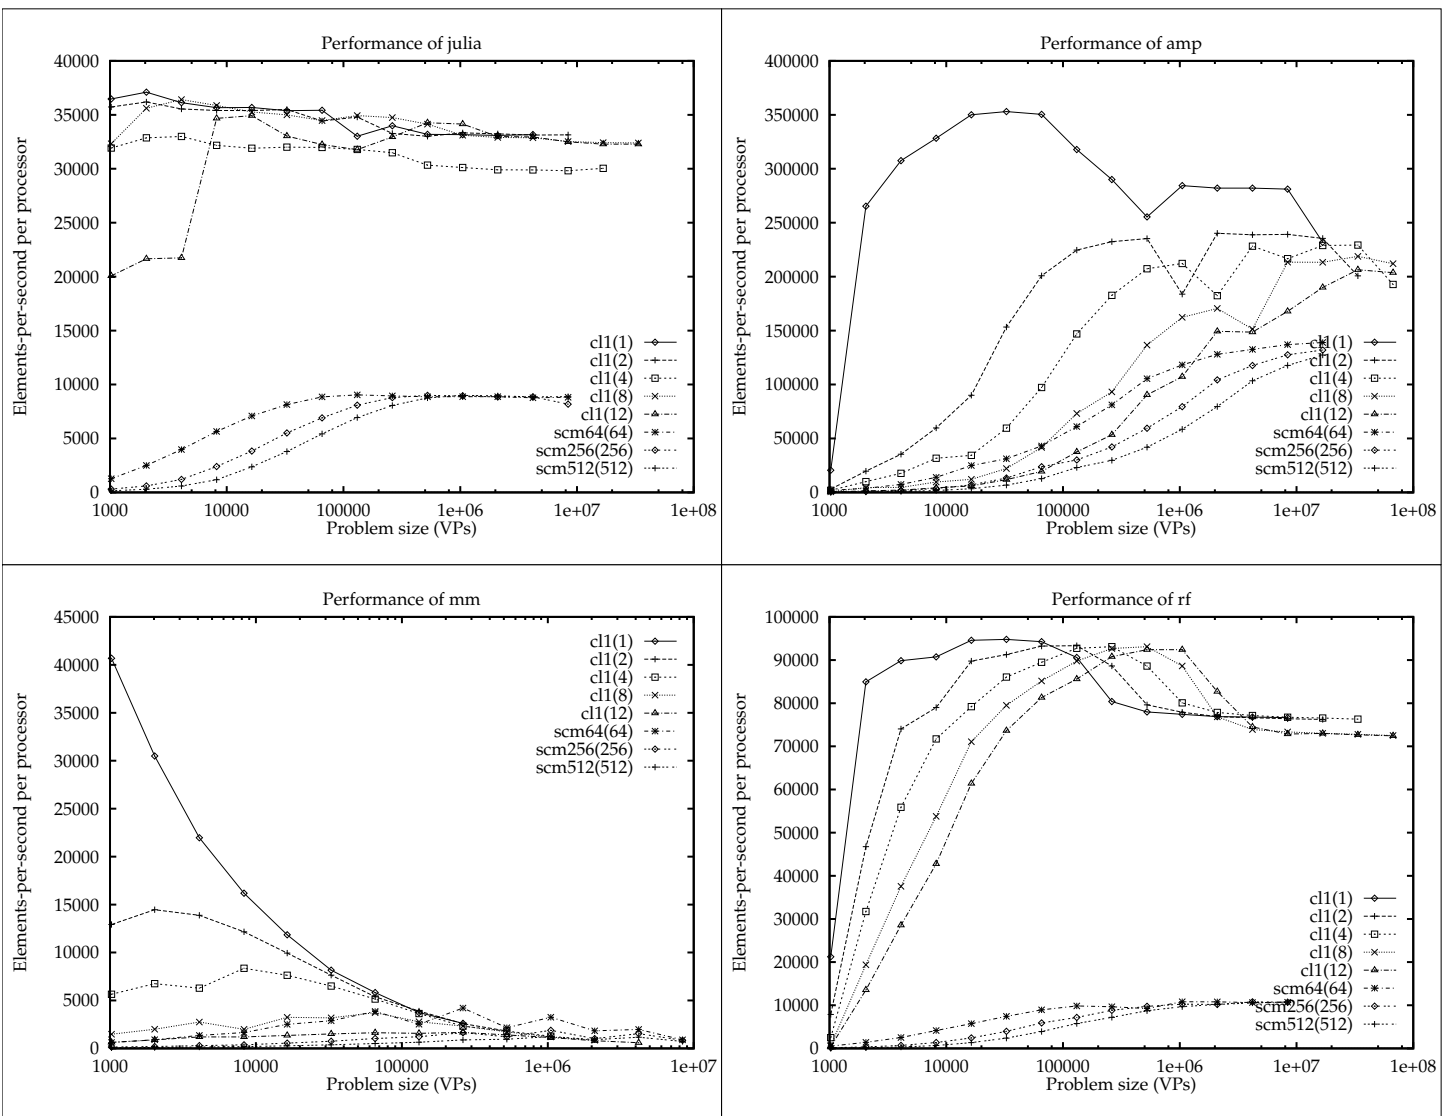 Performance of julia
Elements-per-second per processor
40000
35000
30000
25000
20000
15000
10000
5000
0
cl1(1)
cl1(2)
cl1(4)
cl1(8)
cl1(12)
scm64(64)
scm256(256)
scm512(512)
1000 10000 100000 1e+06 1e+07 1e+08
Problem size (VPs)
Performance of amp
Elements-per-second per processor
400000
350000
300000
250000
200000
150000
100000
50000
0
cl1(1)
cl1(2)
cl1(4)
cl1(8)
cl1(12)
scm64(64)
scm256(256)
scm512(512)
1000 10000 100000 1e+06 1e+07 1e+08
Problem size (VPs)
Performance of mm
Elements-per-second per processor
45000
40000
35000
30000
25000
20000
15000
10000
5000
0
cl1(1)
cl1(2)
cl1(4)
cl1(8)
cl1(12)
scm64(64)
scm256(256)
scm512(512)
1000 10000 100000 1e+06 1e+07
Problem size (VPs)
Performance of rf
Elements-per-second per processor
100000
90000
80000
70000
60000
50000
40000
30000
20000
10000
0
cl1(1)
cl1(2)
cl1(4)
cl1(8)
cl1(12)
scm64(64)
scm256(256)
scm512(512)
1000 10000 100000 1e+06 1e+07 1e+08
Problem size (VPs)